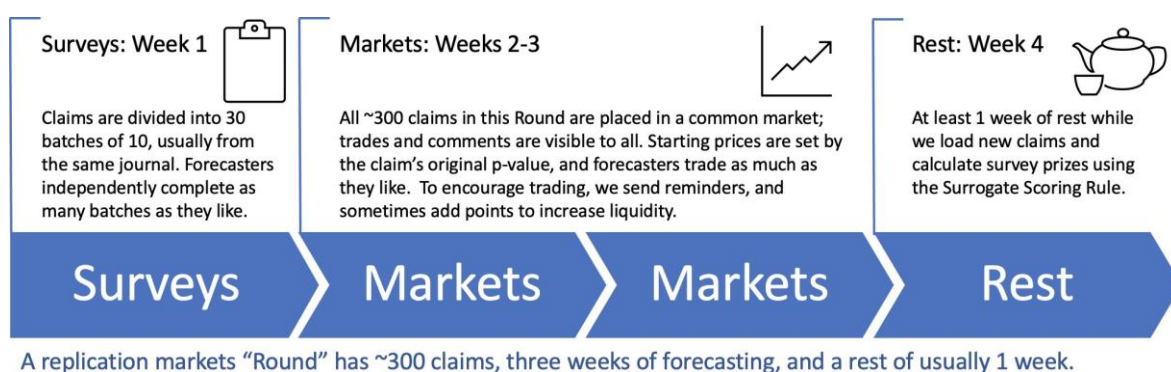 Surveys: Week 1
Claims are divided into 30
batches of 10, usually from
the same journal. Forecasters
independently complete as
many batches as they like.
Markets: Weeks 2-3
All ~300 claims in this Round are placed in a common market;
trades and comments are visible to all. Starting prices are set by
the claim's original p-value, and forecasters trade as much as
they like.  To encourage trading, we send reminders, and
sometimes add points to increase liquidity.
Rest: Week 4
At least 1 week of rest while
we load new claims and
calculate survey prizes using
the Surrogate Scoring Rule.
Surveys
Markets
Markets
Rest
A replication markets "Round" has ~300 claims, three weeks of forecasting, and a rest of usually 1 week.